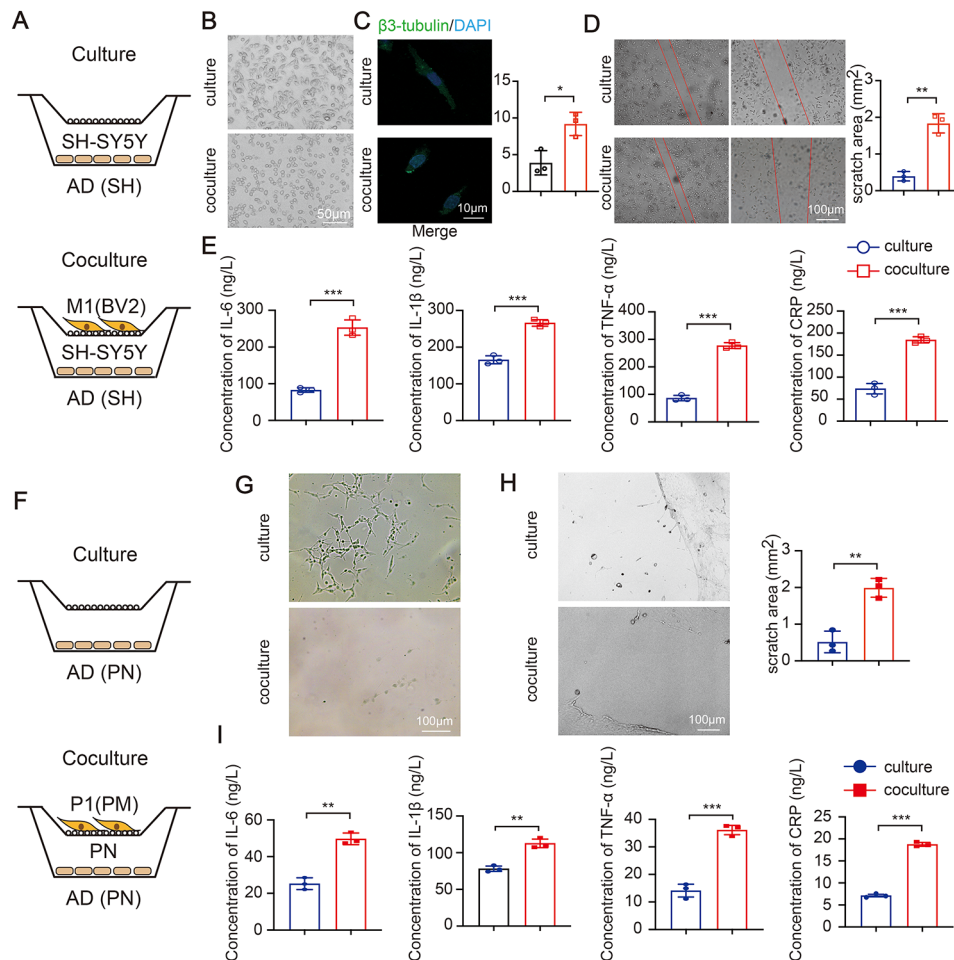 A
Culture
SH-SY5Y
AD (SH)
Coculture
M1(BV2)
SH-SY5Y
AD (SH)
B
culture
coculture
50μm
C
β3-tubulin/DAPI
culture
coculture
10μm
Merge
15
10
5
0
*
D
culture
coculture
100μm
scratch area (mm2)
3
2
1
0
**
E
Concentration of IL-6 (ng/L)
300
200
100
0
***
Concentration of IL-1β (ng/L)
300
200
100
0
***
Concentration of TNF-α (ng/L)
400
300
200
100
0
***
culture
coculture
Concentration of CRP (ng/L)
250
200
150
100
50
0
***
F
Culture
AD (PN)
Coculture
P1(PM)
PN
AD (PN)
G
culture
coculture
100μm
H
culture
coculture
100μm
scratch area (mm2)
3
2
1
0
**
I
Concentration of IL-6 (ng/L)
60
40
20
0
**
Concentration of IL-1β (ng/L)
150
100
50
0
**
Concentration of TNF-α (ng/L)
40
30
20
10
0
***
culture
coculture
Concentration of CRP (ng/L)
25
20
15
10
5
0
***